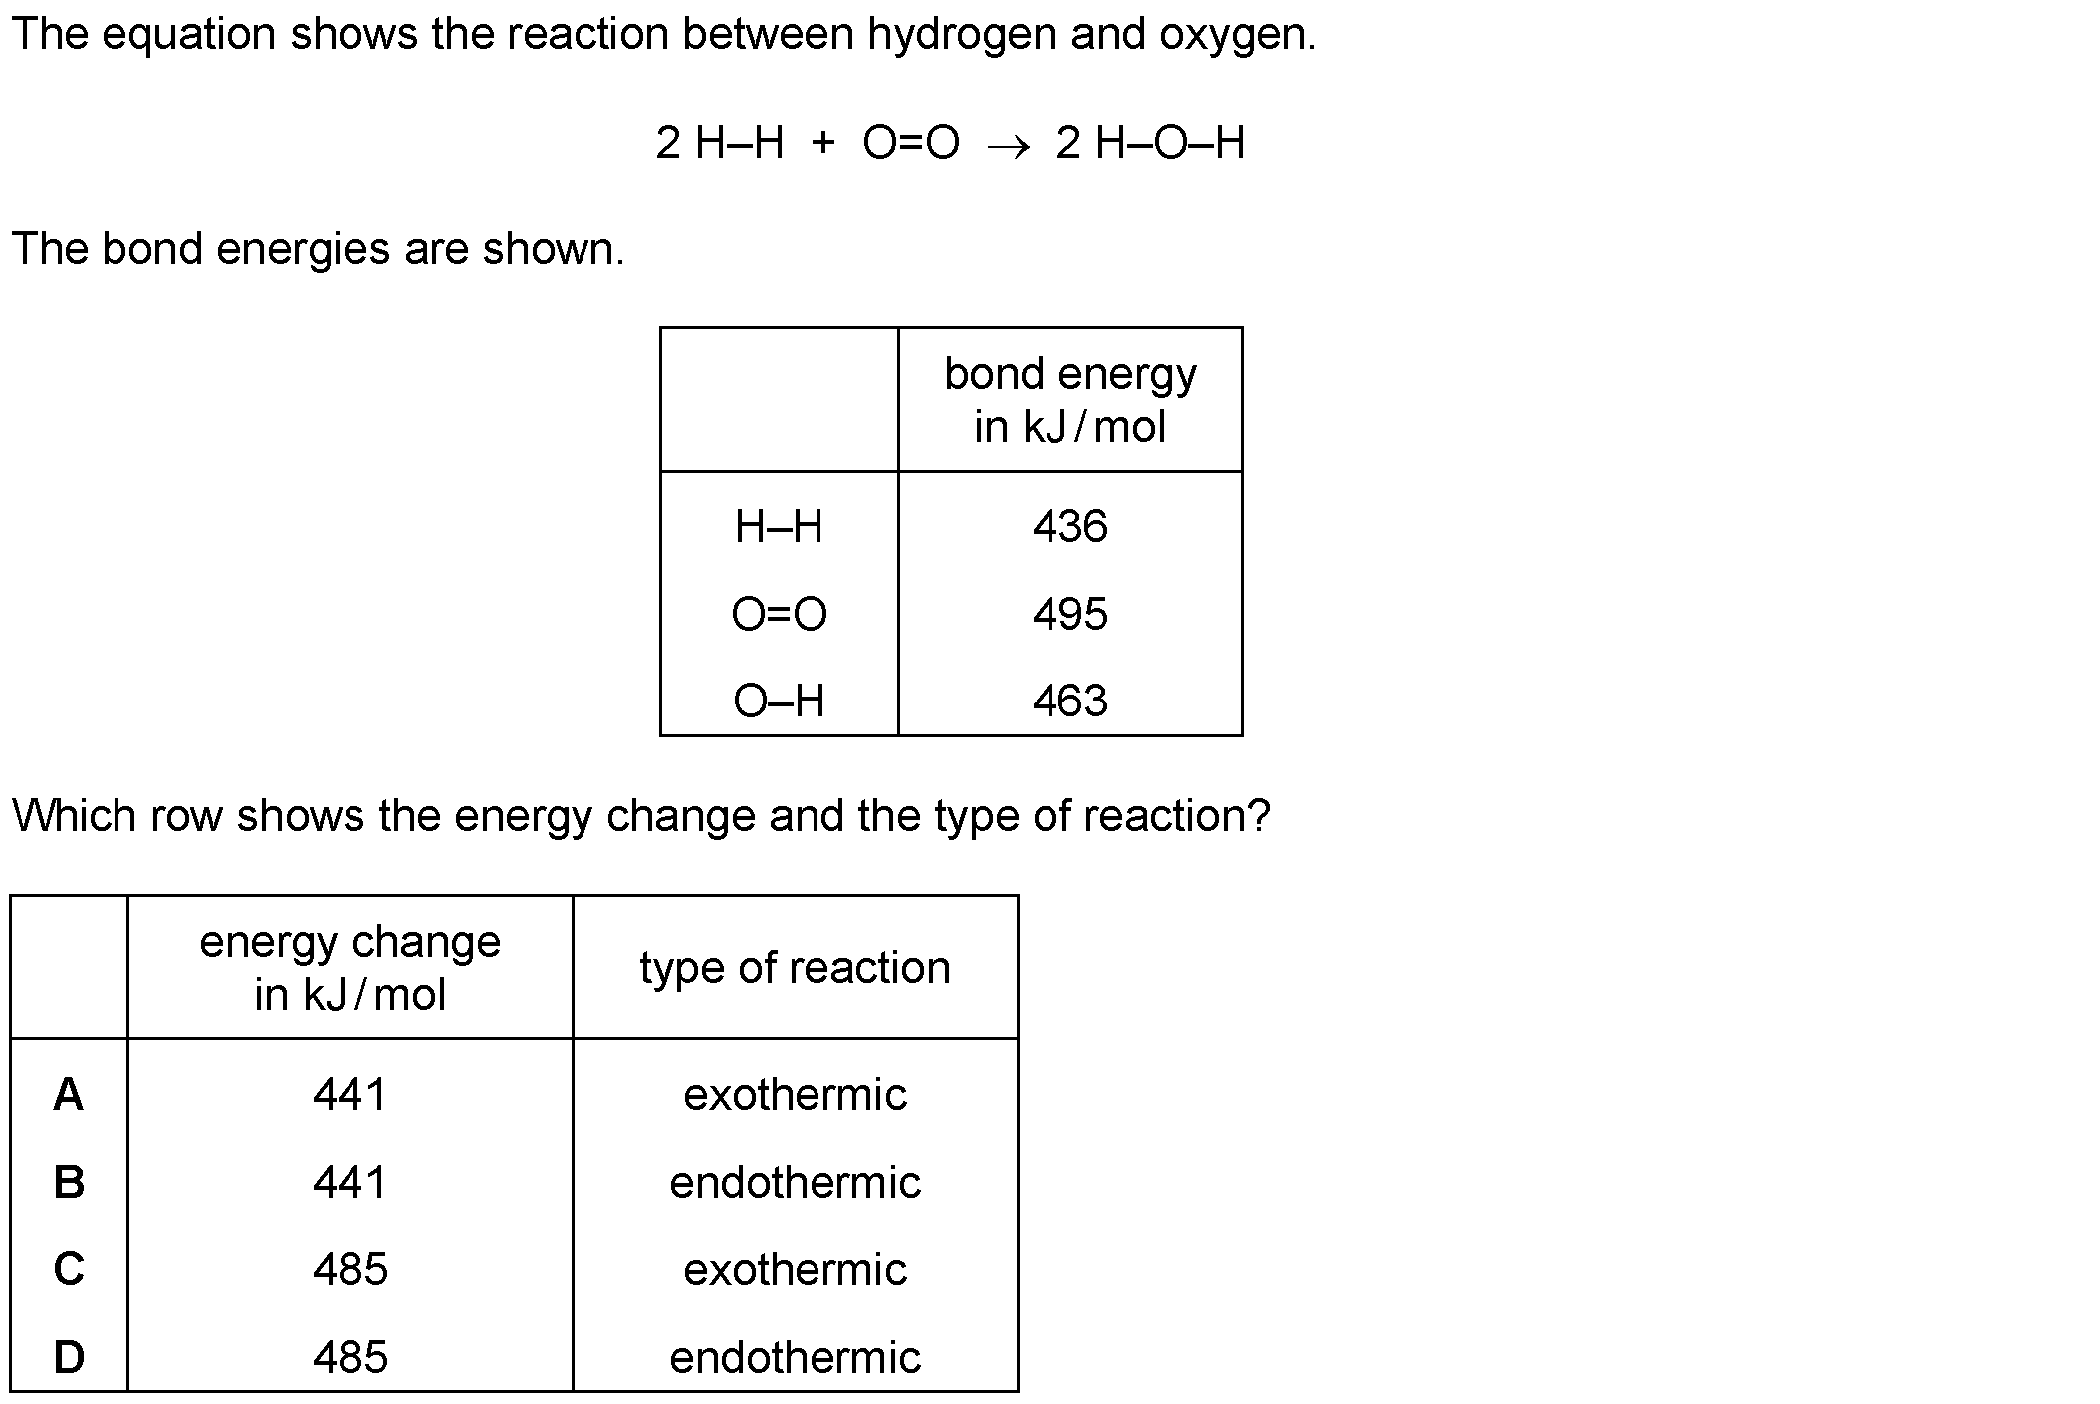 The equation shows the reaction between hydrogen and oxygen.
2 H–H + O=O → 2 H–O–H
The bond energies are shown.
bond energy
in kJ / mol
H–H 436
O=O 495
O–H 463
Which row shows the energy change and the type of reaction?
energy change
in kJ / mol
type of reaction
A 441 exothermic
B 441 endothermic
C 485 exothermic
D 485 endothermic